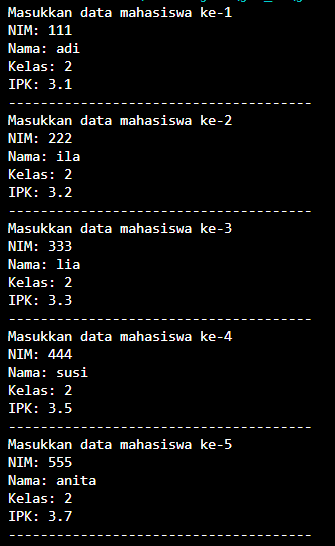 Masukkan data mahasiswa ke-1
NIM: 111
Nama: adi
Kelas: 2
IPK: 3.1
--------------------------------------
Masukkan data mahasiswa ke-2
NIM: 222
Nama: ila
Kelas: 2
IPK: 3.2
--------------------------------------
Masukkan data mahasiswa ke-3
NIM: 333
Nama: lia
Kelas: 2
IPK: 3.3
--------------------------------------
Masukkan data mahasiswa ke-4
NIM: 444
Nama: susi
Kelas: 2
IPK: 3.5
--------------------------------------
Masukkan data mahasiswa ke-5
NIM: 555
Nama: anita
Kelas: 2
IPK: 3.7
--------------------------------------